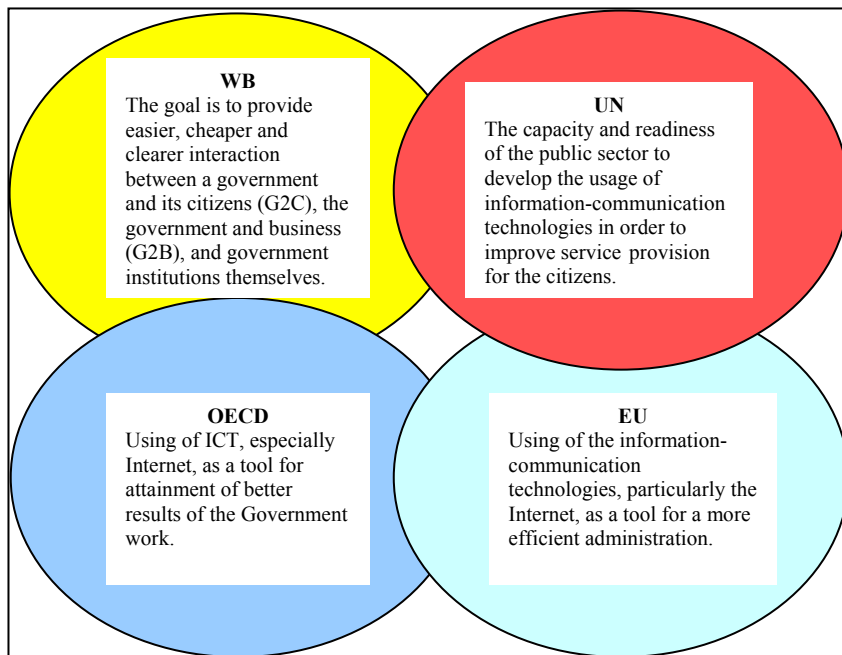 WB
The goal is to provide
easier, cheaper and
clearer interaction
between a government
and its citizens (G2C), the
government and business
(G2B), and government
institutions themselves.
UN
The capacity and readiness
of the public sector to
develop the usage of
information-communication
technologies in order to
improve service provision
for the citizens.
OECD
Using of ICT, especially
Internet, as a tool for
attainment of better
results of the Government
work.
EU
Using of the information-
communication
technologies, particularly the
Internet, as a tool for a more
efficient administration.